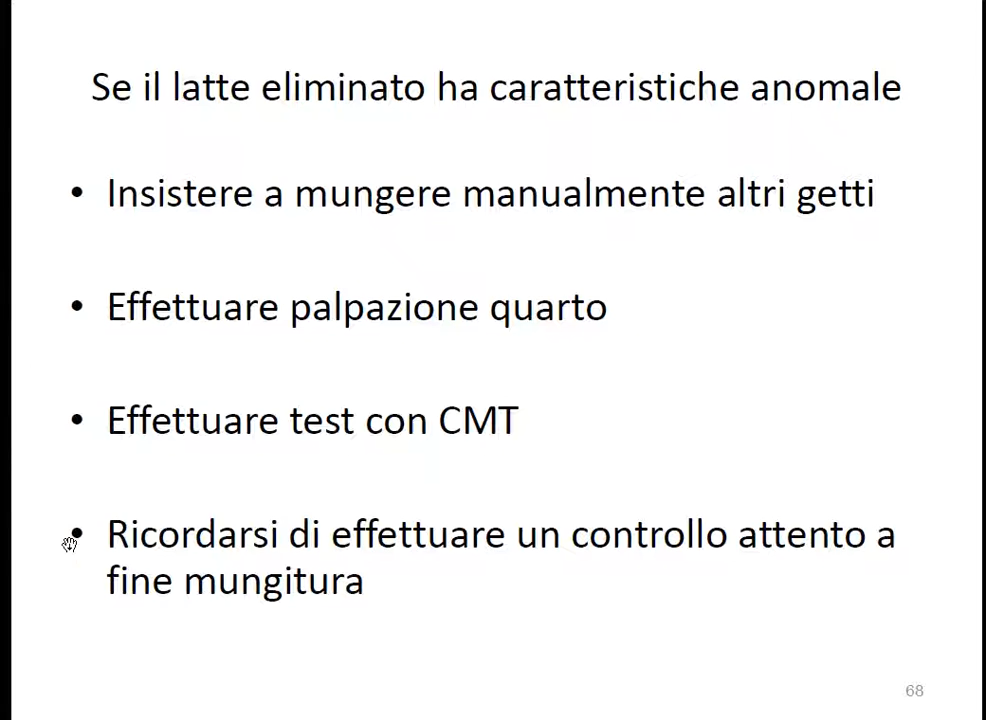 Se il latte eliminato ha caratteristiche anomale
• Insistere a mungere manualmente altri getti
• Effettuare palpazione quarto
• Effettuare test con CMT
• Ricordarsi di effettuare un controllo attento a
fine mungitura
68